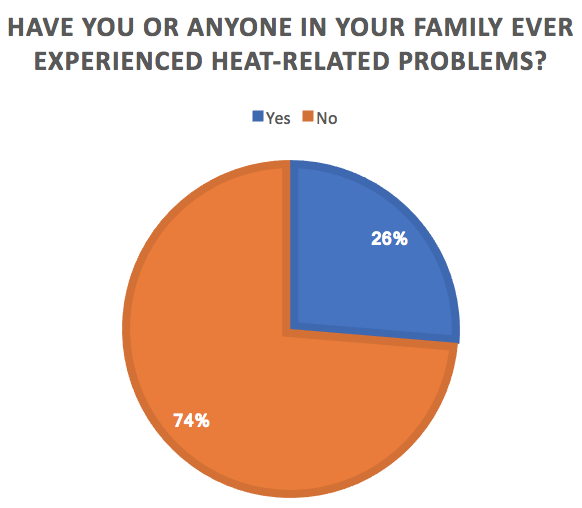 HAVE YOU OR ANYONE IN YOUR FAMILY EVER
EXPERIENCED HEAT-RELATED PROBLEMS?
Yes No
26%
74%